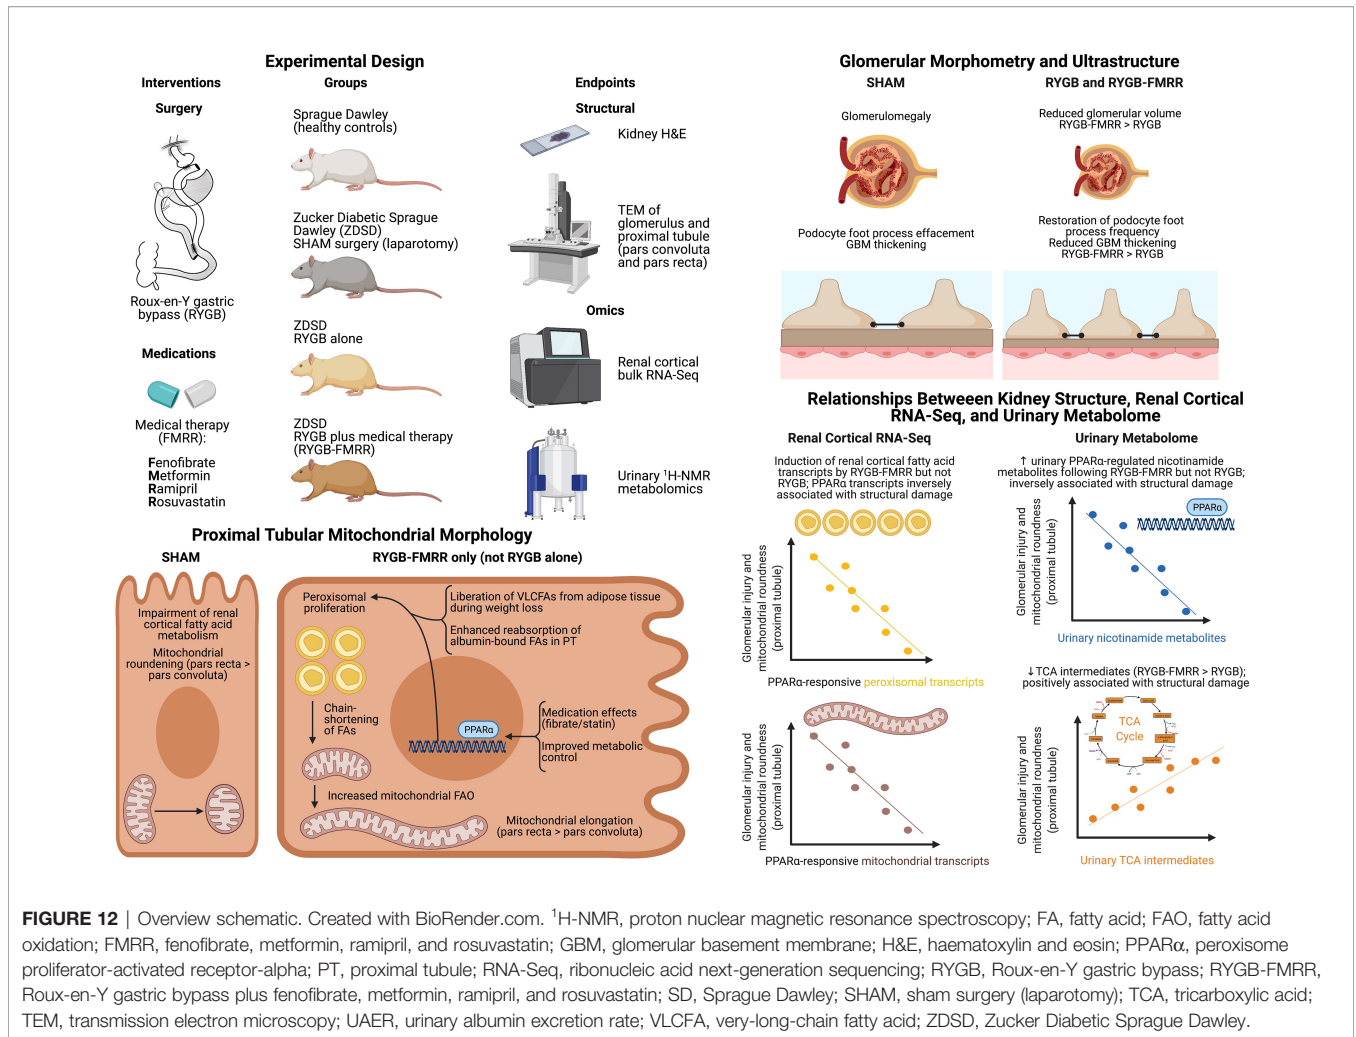 Experimental Design
Interventions
Surgery
Roux-en-Y gastric
bypass (RYGB)
Medications
Medical therapy
(FMRR):
Fenofibrate
Metformin
Ramipril
Rosuvastatin
Groups
Sprague Dawley
(healthy controls)
Zucker Diabetic Sprague
Dawley (ZDSD)
SHAM surgery (laparotomy)
ZDSD
RYGB alone
ZDSD
RYGB plus medical therapy
(RYGB-FMRR)
Endpoints
Structural
Kidney H&E
TEM of
glomerulus and
proximal tubule
(pars convoluta
and pars recta)
Omics
Renal cortical
bulk RNA-Seq
Urinary ¹H-NMR
metabolomics
Glomerular Morphometry and Ultrastructure
SHAM
Glomerulomegaly
Podocyte foot process effacement
GBM thickening
RYGB and RYGB-FMRR
Reduced glomerular volume
RYGB-FMRR > RYGB
Restoration of podocyte foot
process frequency
Reduced GBM thickening
RYGB-FMRR > RYGB
Proximal Tubular Mitochondrial Morphology
SHAM
Impairment of renal
cortical fatty acid
metabolism
Mitochondrial
roundening (pars recta >
pars convoluta)
RYGB-FMRR only (not RYGB alone)
Peroxisomal
proliferation
Liberation of VLCFAs from adipose tissue
during weight loss
Enhanced reabsorption of
albumin-bound FAs in PT
Chain-
shortening
of FAs
PPARα
Medication effects
(fibrate/statin)
Improved metabolic
control
Increased mitochondrial FAO
Mitochondrial elongation
(pars recta > pars convoluta)
Relationships Betweeen Kidney Structure, Renal Cortical
RNA-Seq, and Urinary Metabolome
Renal Cortical RNA-Seq
Induction of renal cortical fatty acid
transcripts by RYGB-FMRR but not
RYGB; PPARα transcripts inversely
associated with structural damage
Glomerular injury and
mitochondrial roundness
(proximal tubule)
PPARα-responsive peroxisomal transcripts
Glomerular injury and
mitochondrial roundness
(proximal tubule)
PPARα-responsive mitochondrial transcripts
Urinary Metabolome
↑ urinary PPARα-regulated nicotinamide
metabolites following RYGB-FMRR but not RYGB;
inversely associated with structural damage
PPARα
Glomerular injury and
mitochondrial roundness
(proximal tubule)
Urinary nicotinamide metabolites
↓TCA intermediates (RYGB-FMRR > RYGB);
positively associated with structural damage
TCA
Cycle
Glomerular injury and
mitochondrial roundness
(proximal tubule)
Urinary TCA intermediates
FIGURE 12 | Overview schematic. Created with BioRender.com. ¹H-NMR, proton nuclear magnetic resonance spectroscopy; FA, fatty acid; FAO, fatty acid
oxidation; FMRR, fenofibrate, metformin, ramipril, and rosuvastatin; GBM, glomerular basement membrane; H&E, haematoxylin and eosin; PPARα, peroxisome
proliferator-activated receptor-alpha; PT, proximal tubule; RNA-Seq, ribonucleic acid next-generation sequencing; RYGB, Roux-en-Y gastric bypass; RYGB-FMRR,
Roux-en-Y gastric bypass plus fenofibrate, metformin, ramipril, and rosuvastatin; SD, Sprague Dawley; SHAM, sham surgery (laparotomy); TCA, tricarboxylic acid;
TEM, transmission electron microscopy; UAER, urinary albumin excretion rate; VLCFA, very-long-chain fatty acid; ZDSD, Zucker Diabetic Sprague Dawley.